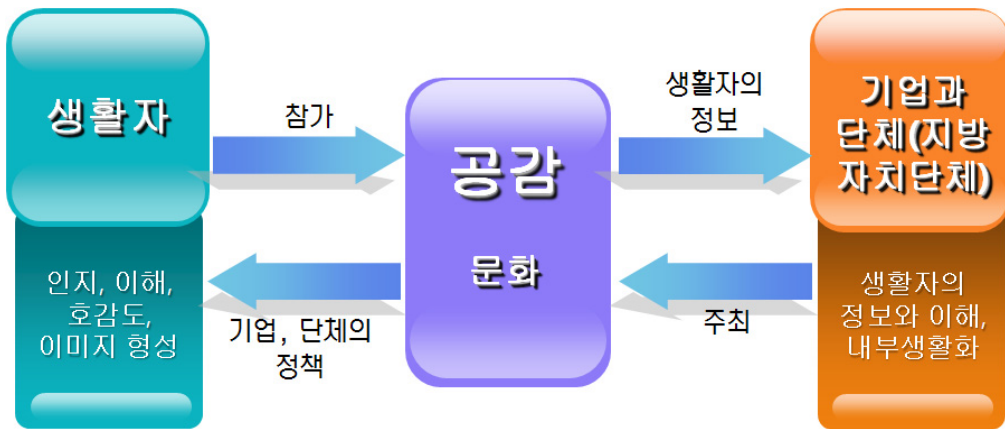 생활자
인지, 이해,
호감도,
이미지 형성
참가
기업, 단체의
정책
공감
문화
생활자의
정보
주최
기업과
단체(지방
자치단체)
생활자의
정보와 이해,
내부생활화